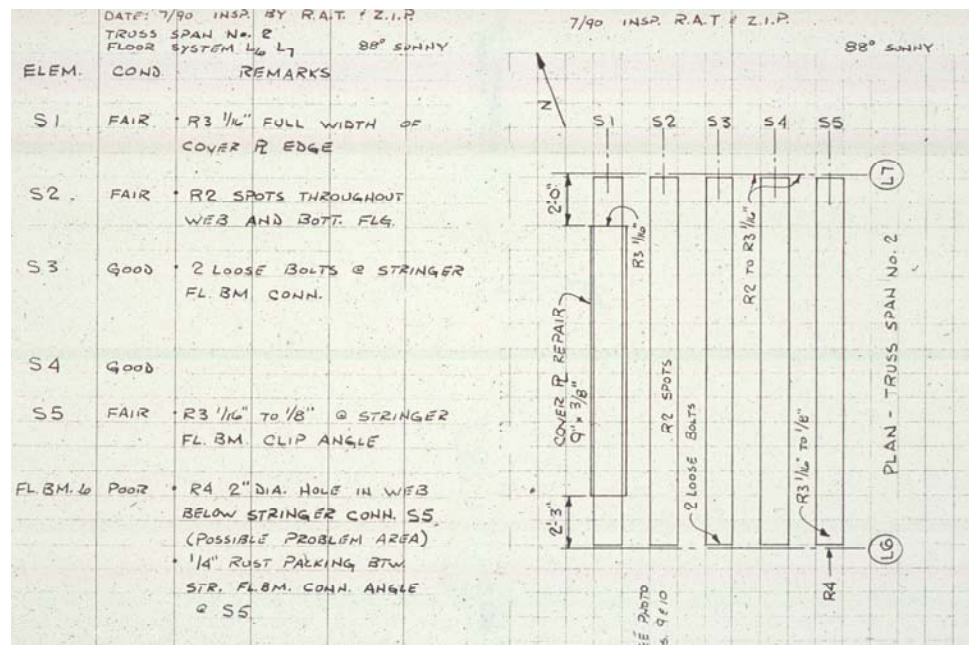 DATE: 7/90 INSP. BY R.A.T. & Z.I.P.
TRUSS SPAN No. 2
FLOOR SYSTEM L6 L7 88° SUNNY
ELEM. COND. REMARKS
S1 FAIR • R3 1/16" FULL WIDTH OF
COVER PL EDGE
S2. FAIR • R2 SPOTS THROUGHOUT
WEB AND BOTT. FLG.
S3 GOOD • 2 LOOSE BOLTS @ STRINGER
FL. BM. CONN.
S4 GOOD
S5 FAIR • R3 1/16" TO 1/8" @ STRINGER
FL. BM. CLIP ANGLE
FL. BM. 6 POOR • R4 2" DIA. HOLE IN WEB
BELOW STRINGER CONN. S5
(POSSIBLE PROBLEM AREA)
• 1/4" RUST PACKING BTW.
STR. FL.BM. CONN. ANGLE
@ S5
7/90 INSP. R.A.T & Z.I.P.
88° SUNNY
N
S1 S2 S3 S4 S5
L7
2'-0"
R3 1/16"
R2 TO R3 1/16"
COVER PL REPAIR
9" x 3/8"
R2 SPOTS
2 LOOSE BOLTS
R3 1/16" TO 1/8"
PLAN - TRUSS SPAN NO. 2
2'-3"
L6
R4
EE PHOTO
s. 9 & 10